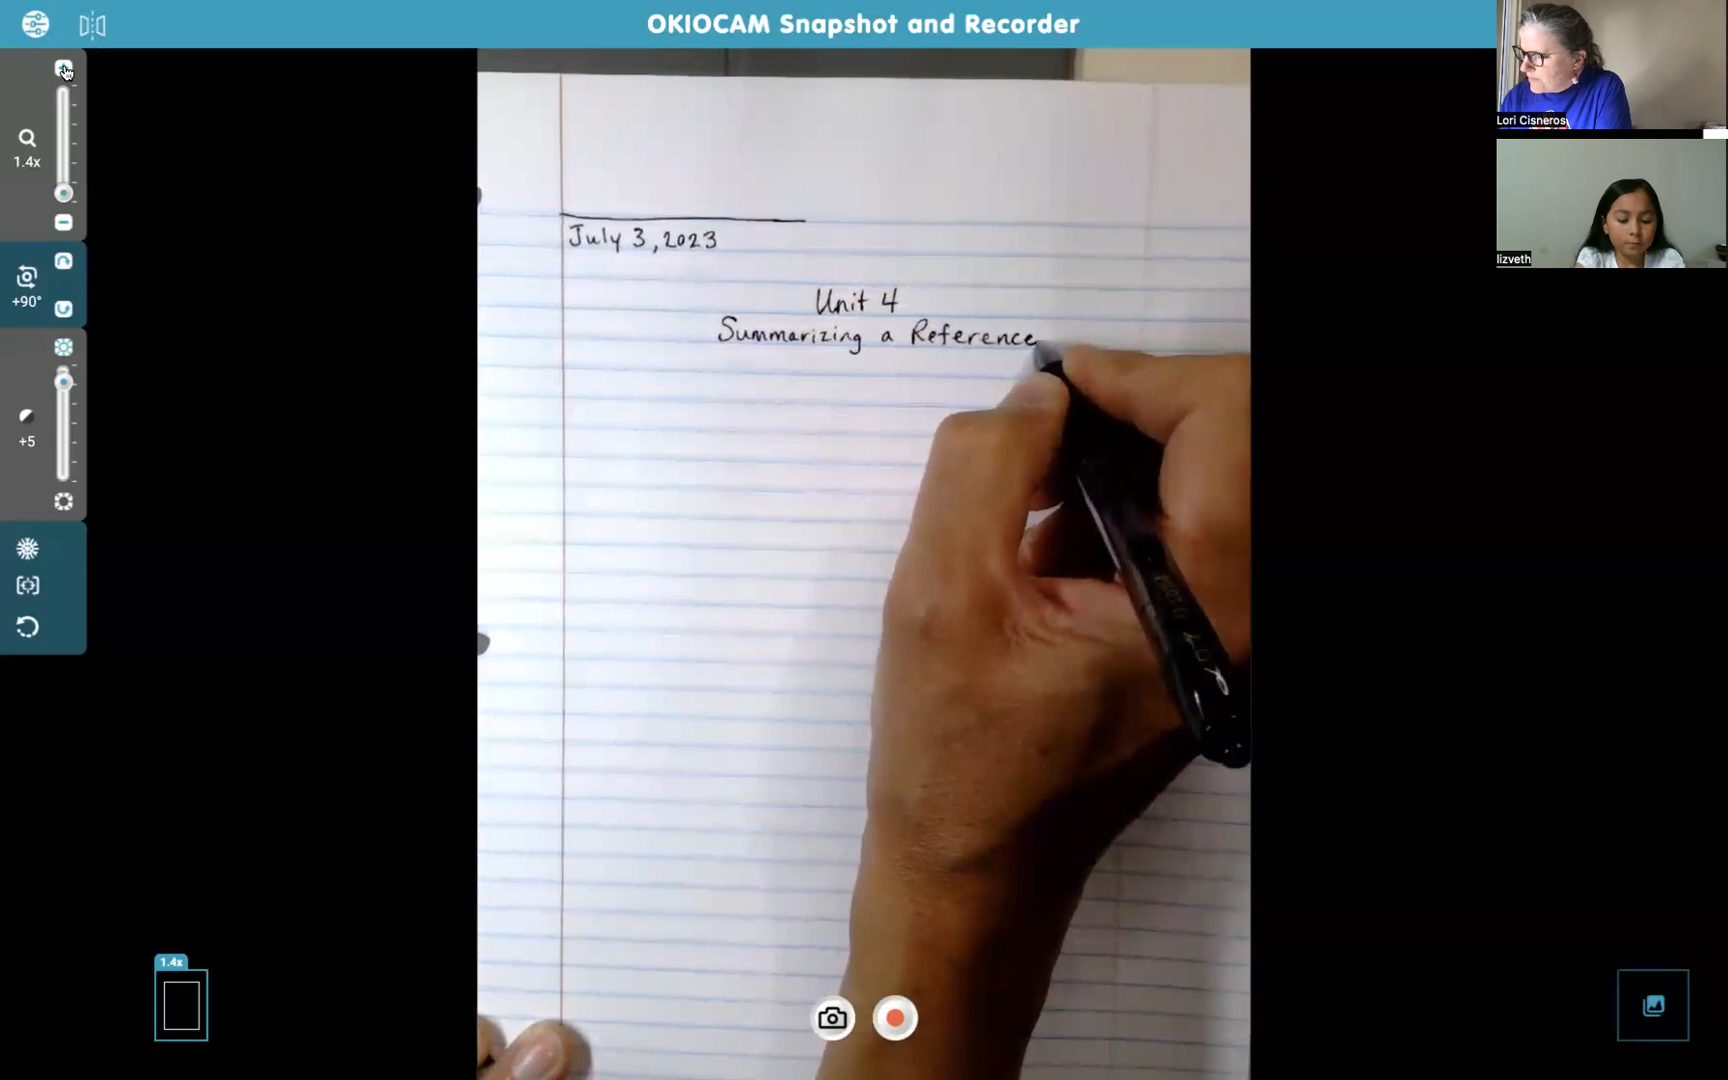 OKIOCAM Snapshot and Recorder
Lori Cisneros
lizveth
1.4x
+90°
+5
July 3, 2023
Unit 4
Summarizing a Reference
1.4x